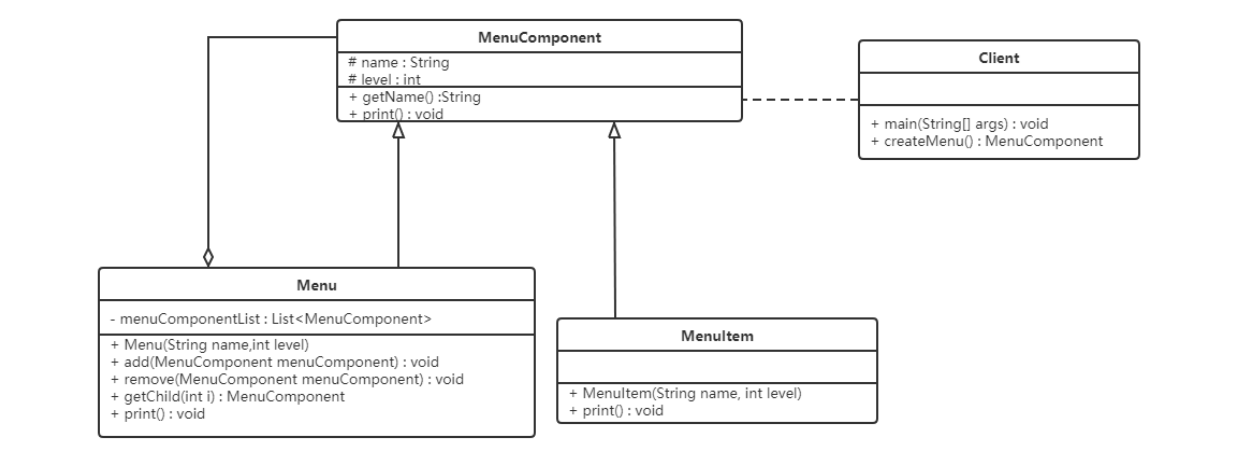 MenuComponent
# name : String
# level : int
+ getName() :String
+ print() : void
Client
+ main(String[] args) : void
+ createMenu() : MenuComponent
Menu
- menuComponentList : List<MenuComponent>
+ Menu(String name,int level)
+ add(MenuComponent menuComponent) : void
+ remove(MenuComponent menuComponent) : void
+ getChild(int i) : MenuComponent
+ print() : void
MenuItem
+ MenuItem(String name, int level)
+ print() : void